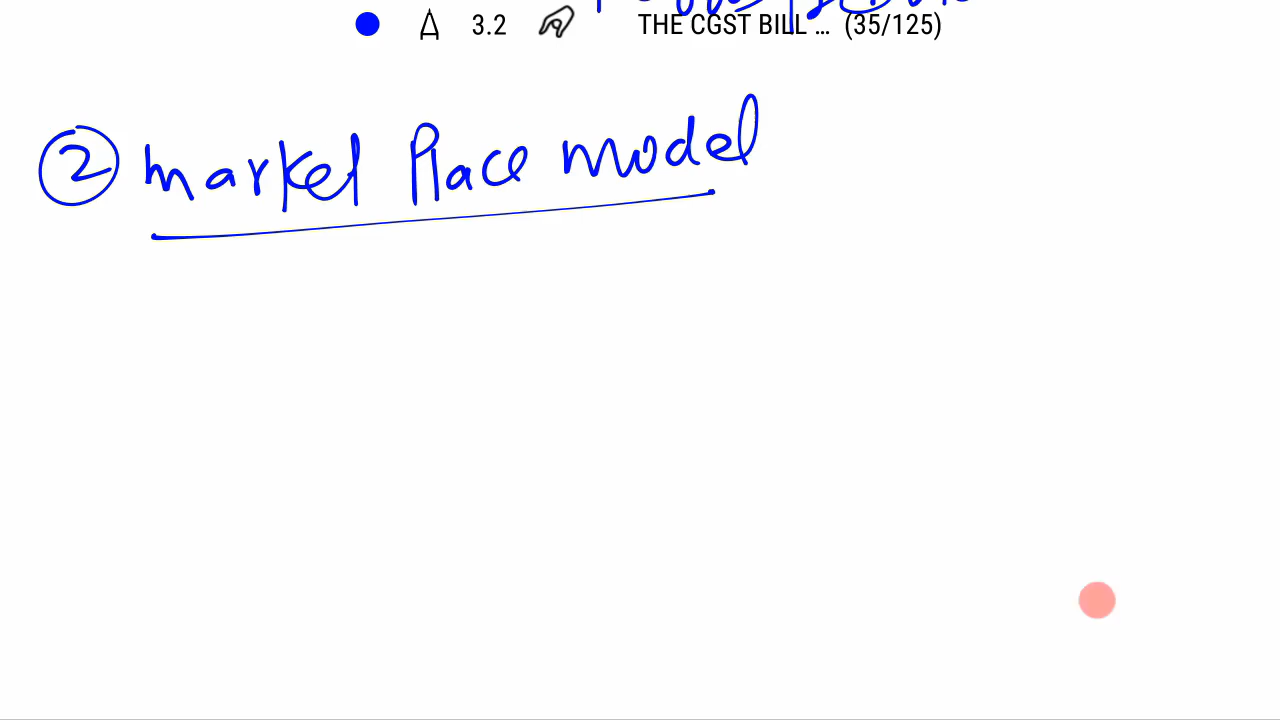 3.2 THE CGST BILL ... (35/125)
② market Place model